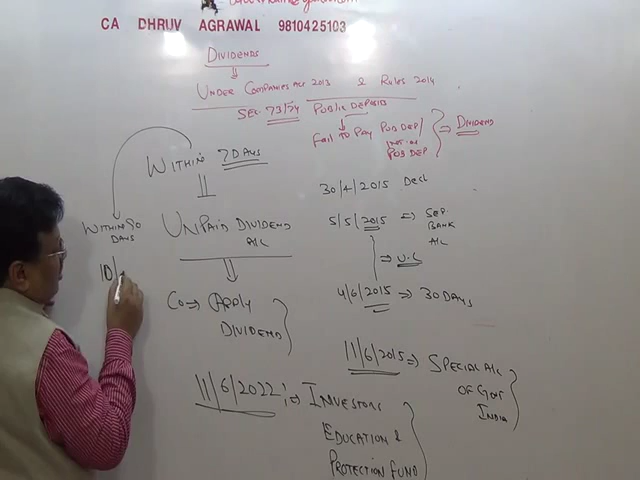 CA DHRUV AGRAWAL 9810425103
DIVIDENDS
UNDER COMPANIES ACT 2013 & RULES 2014
SEC. 73/74 PUBLIC DEPOSITS
FAIL TO PAY PUB DEP/ ⇒ DIVIDEND
INT. ON
PUB DEP
WITHIN 7 DAYS
30/4/2015 DECL
WITHIN 90
DAYS
UNPAID DIVIDEND
A/C
5/5/2015 ⇒ SEP.
BANK
A/C
⇒ U.C
10/
CO ⇒ APPLY
DIVIDEND
4/6/2015 ⇒ 30 DAYS
11/6/2015 ⇒ SPECIAL A/C
OF GOVT
INDIA
11/6/2022 ⇒ INVESTORS
EDUCATION &
PROTECTION FUND